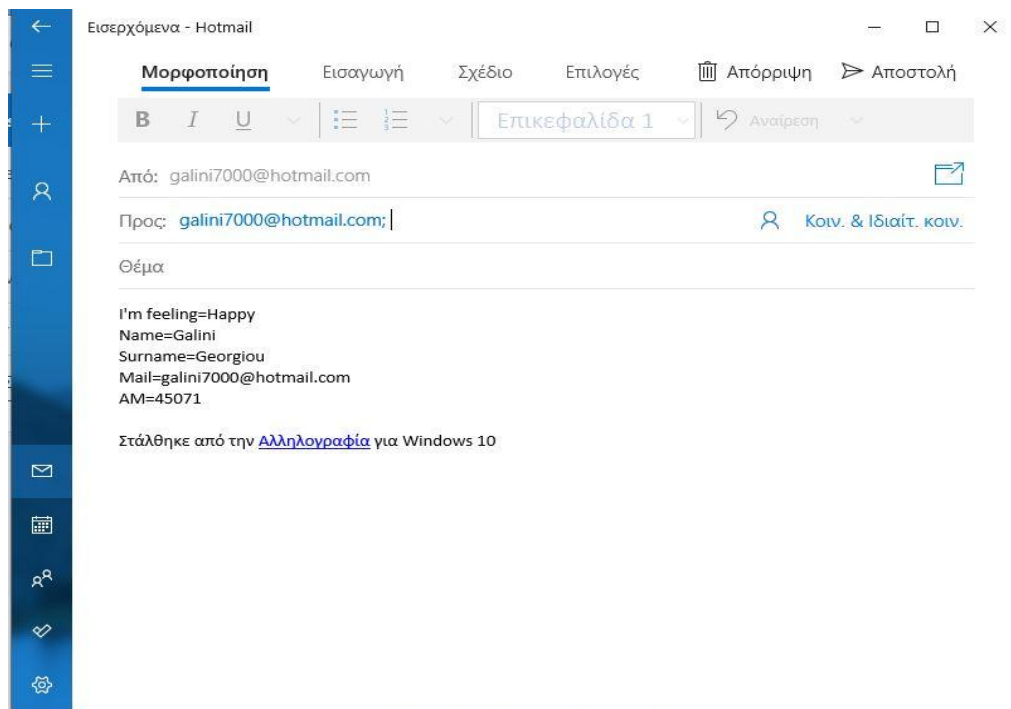 Εισερχόμενα - Hotmail
Μορφοποίηση Εισαγωγή Σχέδιο Επιλογές Απόρριψη Αποστολή
B I U Επικεφαλίδα 1 Αναίρεση
Από: galini7000@hotmail.com
Προς: galini7000@hotmail.com; Κοιν. & Ιδιαίτ. κοιν.
Θέμα
I'm feeling=Happy
Name=Galini
Surname=Georgiou
Mail=galini7000@hotmail.com
AM=45071
Στάλθηκε από την Αλληλογραφία για Windows 10